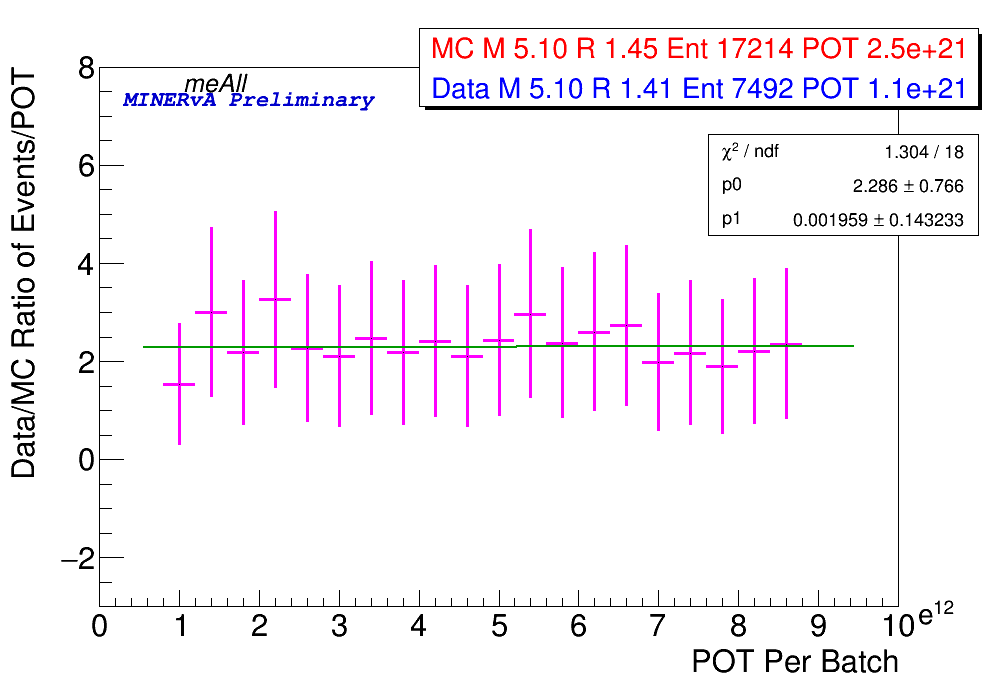 MC M 5.10 R 1.45 Ent 17214 POT 2.5e+21
Data M 5.10 R 1.41 Ent 7492 POT 1.1e+21
meAll
MINERvA Preliminary
χ² / ndf 1.304 / 18
p0 2.286 ± 0.766
p1 0.001959 ± 0.143233
Data/MC Ratio of Events/POT
8
6
4
2
0
−2
0 1 2 3 4 5 6 7 8 9 10 e12
POT Per Batch